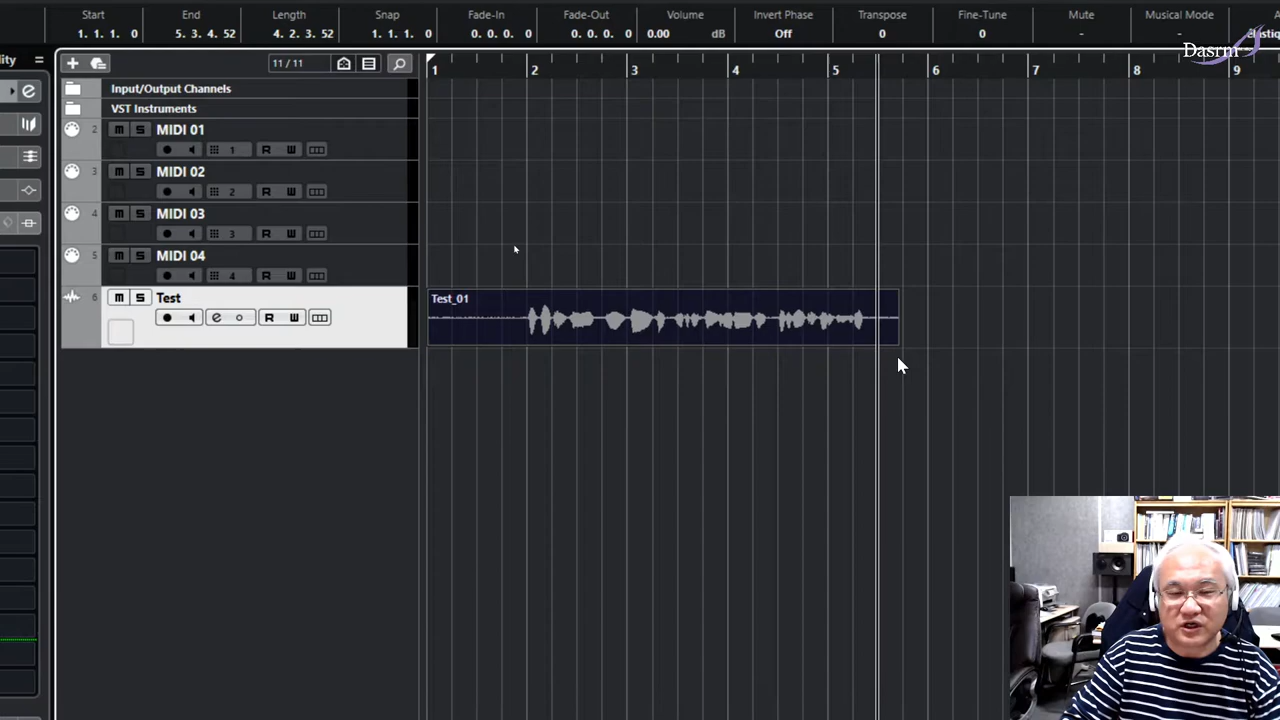 Start End Length Snap Fade-In Fade-Out Volume Invert Phase Transpose Fine-Tune Mute Musical Mode
1. 1. 1. 0 5. 3. 4. 52 4. 2. 3. 52 1. 1. 1. 0 0. 0. 0. 0 0. 0. 0. 0 0.00 dB Off 0 0 - -
Dasrm
11 / 11
1 2 3 4 5 6 7 8 9
Input/Output Channels
VST Instruments
2 m S MIDI 01
1 R W
3 m S MIDI 02
2 R W
4 m S MIDI 03
3 R W
5 m S MIDI 04
4 R W
6 m S Test
e R W
Test_01